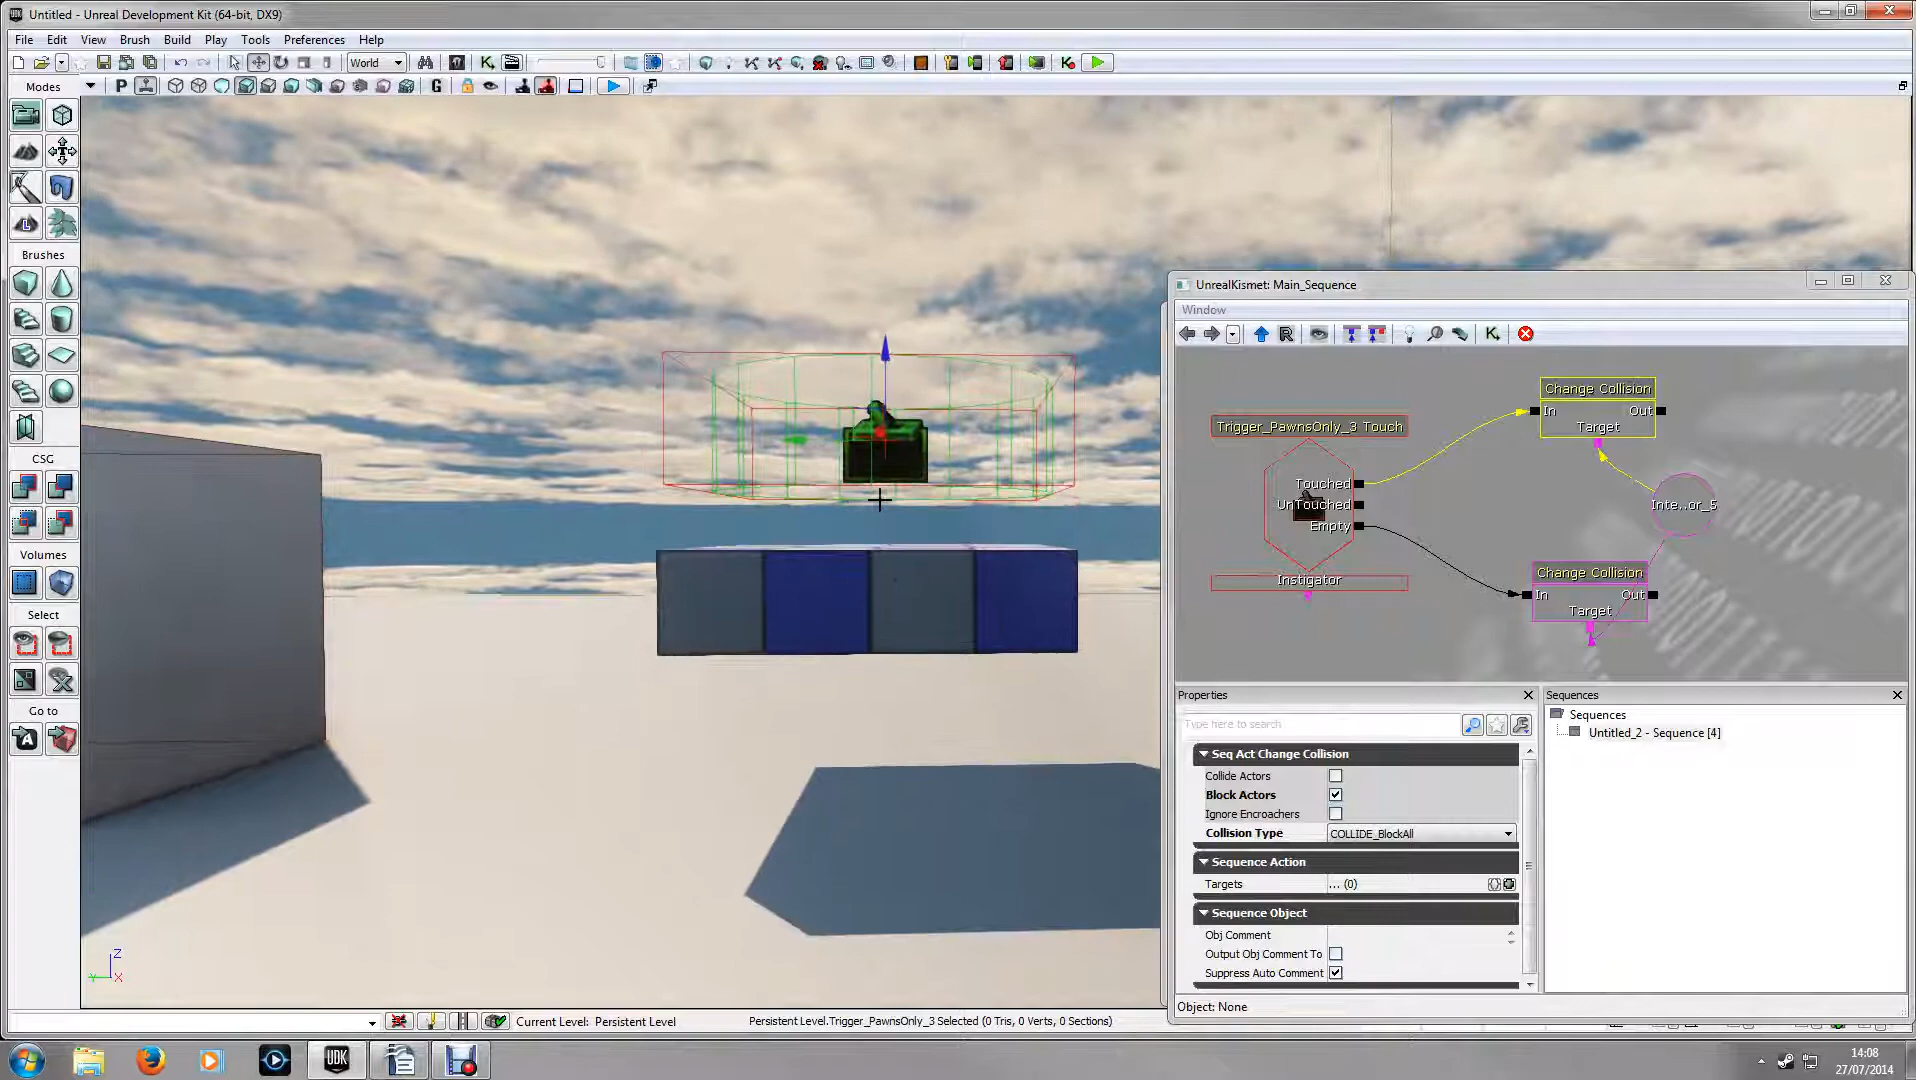 Untitled - Unreal Development Kit (64-bit, DX9)
File Edit View Brush Build Play Tools Preferences Help
World
Modes
P
G
Brushes
CSG
Volumes
Select
Go to
UnrealKismet: Main_Sequence
Window
R
Change Collision
In Out
Target
Trigger_PawnsOnly_3 Touch
Touched
UnTouched
Empty
Instigator
Inte,..or_5
Change Collision
In Out
Target
Properties
Type here to search
Seq Act Change Collision
Collide Actors
Block Actors
Ignore Encroachers
Collision Type COLLIDE_BlockAll
Sequence Action
Targets ... (0)
Sequence Object
Obj Comment
Output Obj Comment To
Suppress Auto Comment
Sequences
Sequences
Untitled_2 - Sequence [4]
Object: None
Z
Y X
Current Level: Persistent Level
Persistent Level.Trigger_PawnsOnly_3 Selected (0 Tris, 0 Verts, 0 Sections)
UDK
14:08
27/07/2014